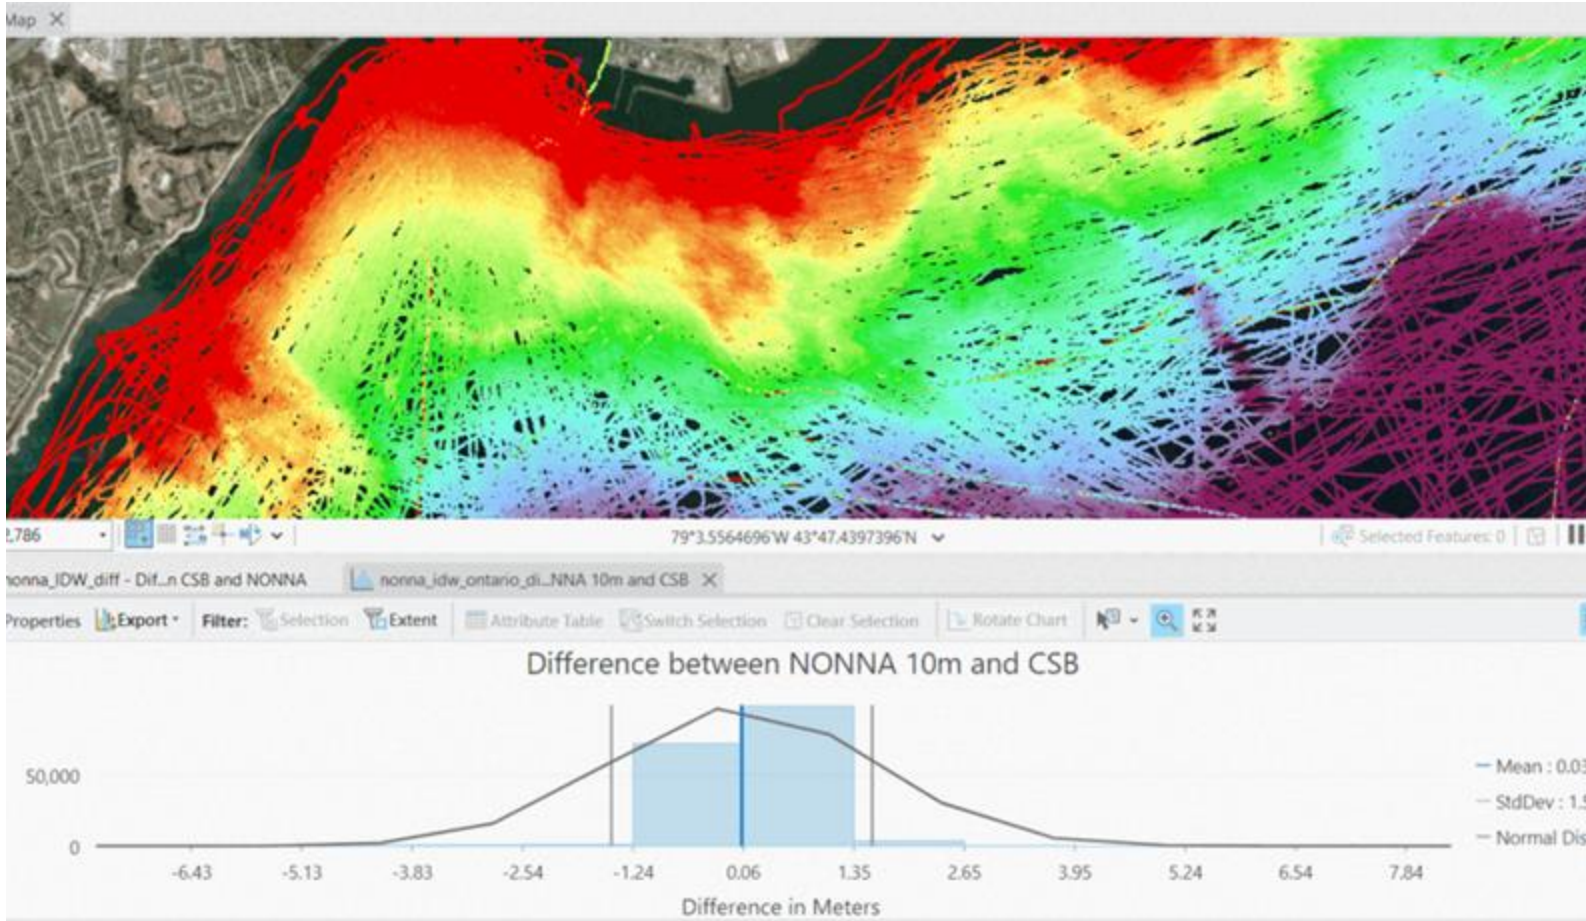 Map
.786
79°3.5564696'W 43°47.4397396'N
Selected Features: 0
nonna_IDW_diff - Dif...n CSB and NONNA
nonna_idw_ontario_di...NNA 10m and CSB
Properties Export Filter: Selection Extent Attribute Table Switch Selection Clear Selection Rotate Chart
Difference between NONNA 10m and CSB
50,000
0
-6.43 -5.13 -3.83 -2.54 -1.24 0.06 1.35 2.65 3.95 5.24 6.54 7.84
Difference in Meters
Mean : 0.03
StdDev : 1.5
Normal Dis